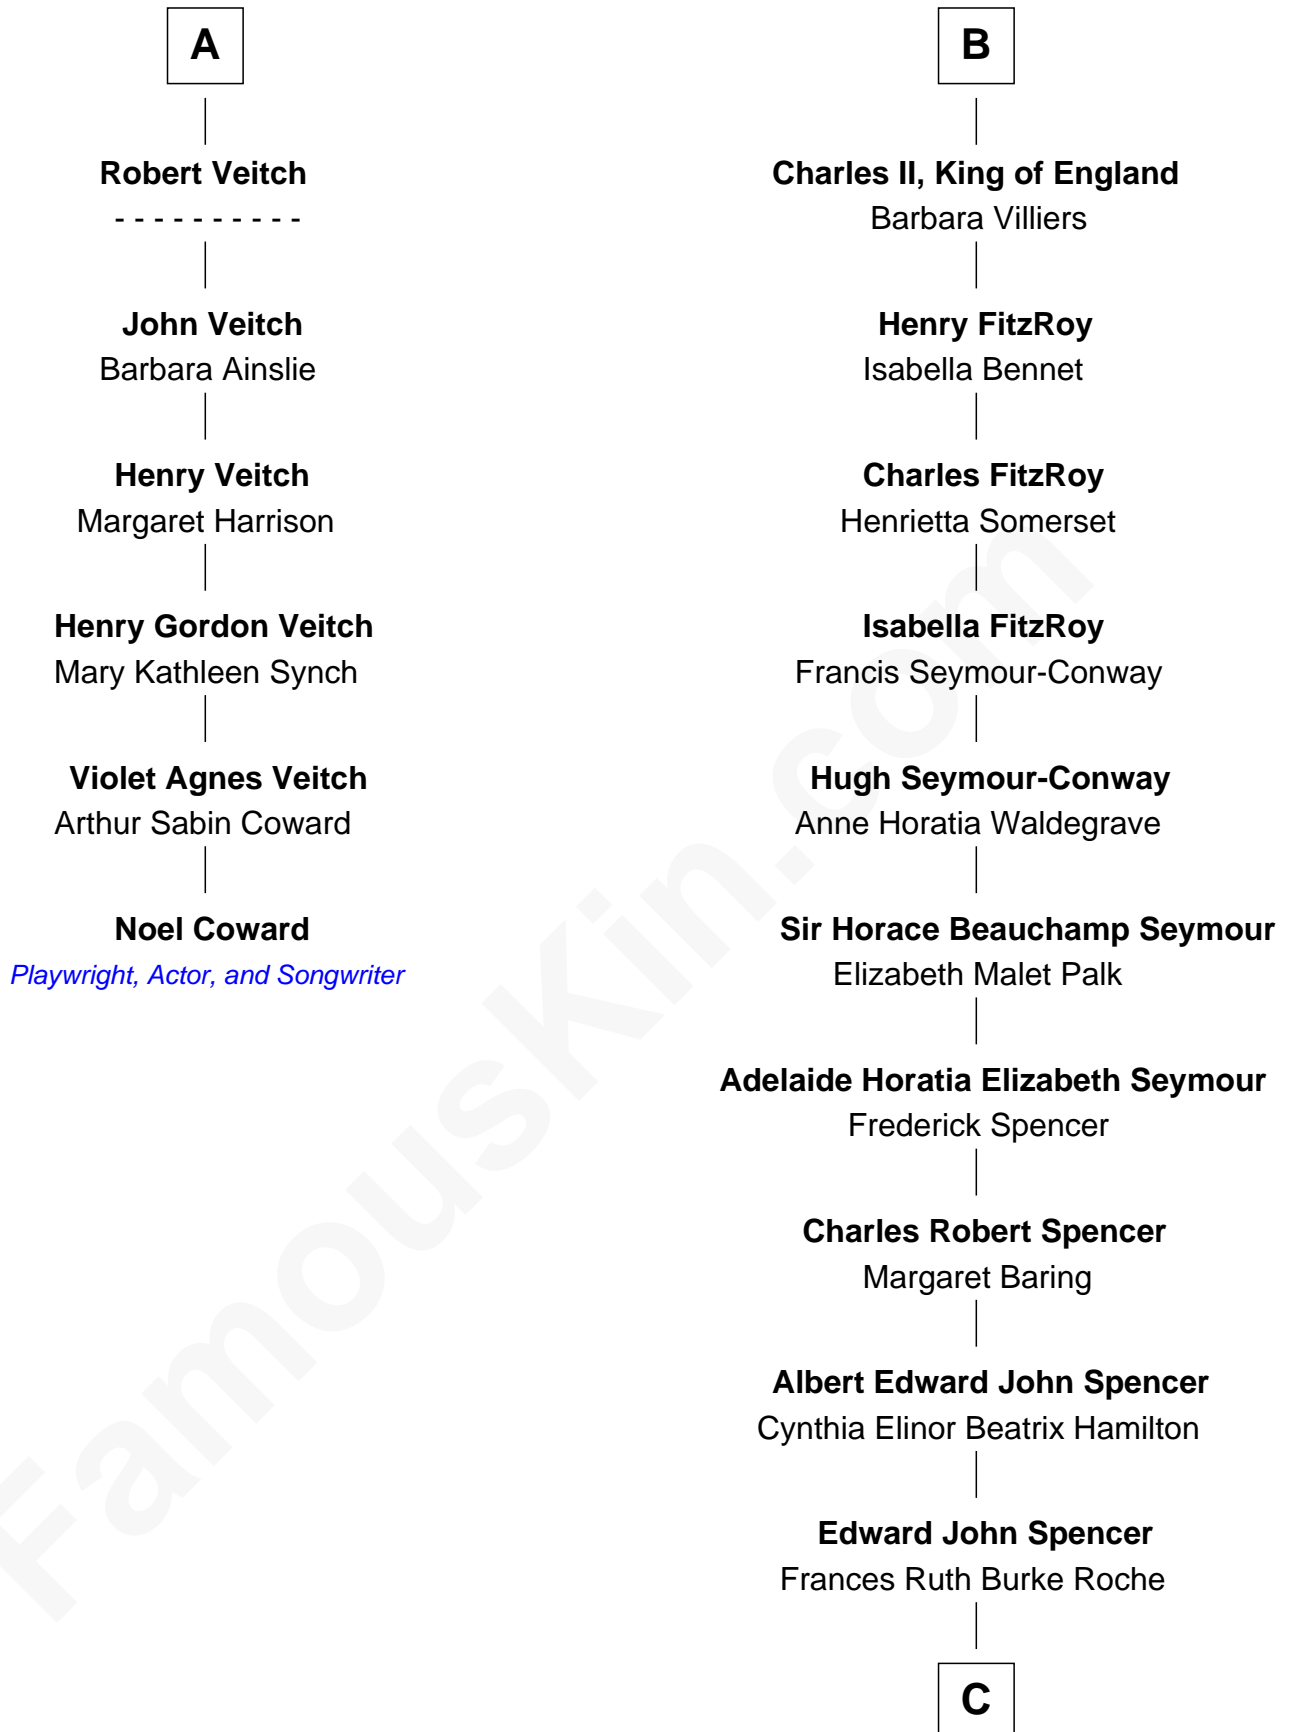 A
Robert Veitch
- - - - - - - - - -
John Veitch
Barbara Ainslie
Henry Veitch
Margaret Harrison
Henry Gordon Veitch
Mary Kathleen Synch
Violet Agnes Veitch
Arthur Sabin Coward
Noel Coward
Playwright, Actor, and Songwriter
B
Charles II, King of England
Barbara Villiers
Henry FitzRoy
Isabella Bennet
Charles FitzRoy
Henrietta Somerset
Isabella FitzRoy
Francis Seymour-Conway
Hugh Seymour-Conway
Anne Horatia Waldegrave
Sir Horace Beauchamp Seymour
Elizabeth Malet Palk
Adelaide Horatia Elizabeth Seymour
Frederick Spencer
Charles Robert Spencer
Margaret Baring
Albert Edward John Spencer
Cynthia Elinor Beatrix Hamilton
Edward John Spencer
Frances Ruth Burke Roche
C
FamousKin.com